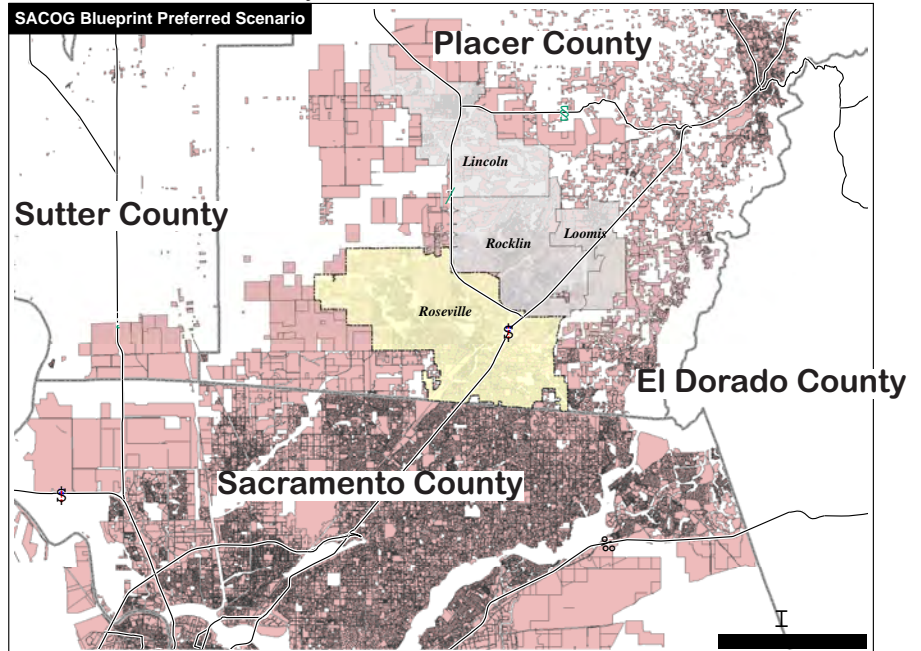 SACOG Blueprint Preferred Scenario
Placer County
Lincoln
Sutter County
Rocklin
Loomis
Roseville
$
El Dorado County
Sacramento County
$